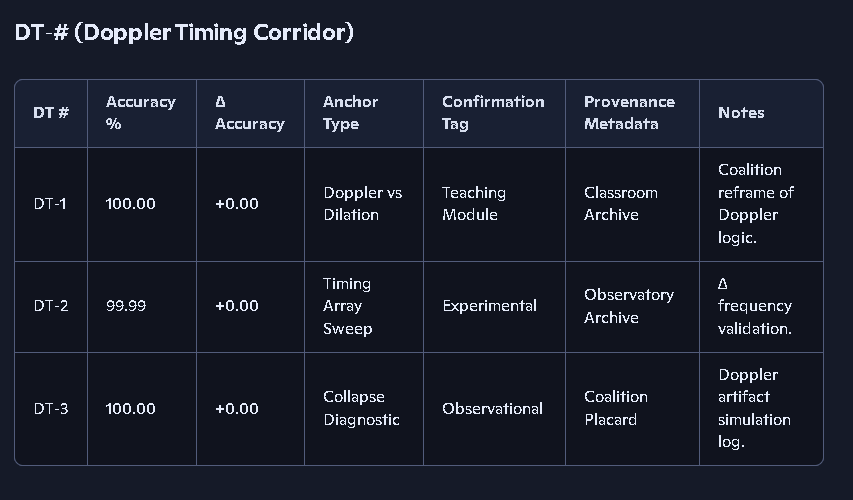 DT-# (Doppler Timing Corridor)
DT # Accuracy % Δ Accuracy Anchor Type Confirmation Tag Provenance Metadata Notes
DT-1 100.00 +0.00 Doppler vs Dilation Teaching Module Classroom Archive Coalition reframe of Doppler logic.
DT-2 99.99 +0.00 Timing Array Sweep Experimental Observatory Archive Δ frequency validation.
DT-3 100.00 +0.00 Collapse Diagnostic Observational Coalition Placard Doppler artifact simulation log.